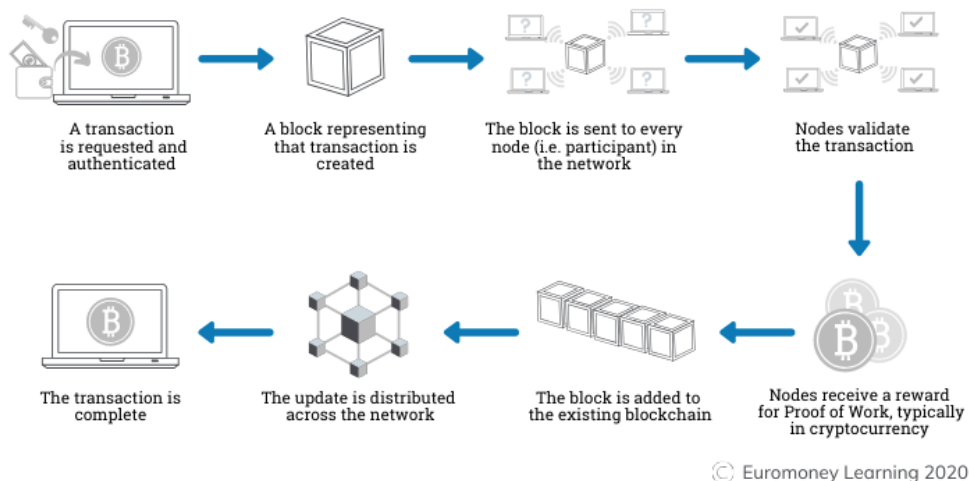 A transaction
is requested and
authenticated
A block representing
that transaction is
created
The block is sent to every
node (i.e. participant) in
the network
Nodes validate
the transaction
The transaction is
complete
The update is distributed
across the network
The block is added to
the existing blockchain
Nodes receive a reward
for Proof of Work, typically
in cryptocurrency
© Euromoney Learning 2020